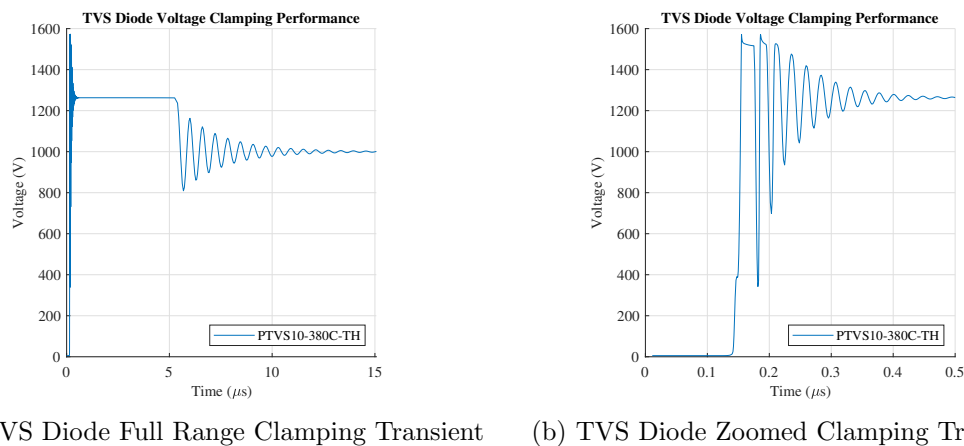 TVS Diode Voltage Clamping Performance
1600
1400
1200
1000
800
600
400
200
0
Voltage (V)
PTVS10-380C-TH
0 5 10 15
Time (μs)
VS Diode Full Range Clamping Transient
TVS Diode Voltage Clamping Performance
1600
1400
1200
1000
800
600
400
200
0
Voltage (V)
PTVS10-380C-TH
0 0.1 0.2 0.3 0.4 0.5
Time (μs)
(b) TVS Diode Zoomed Clamping Tr